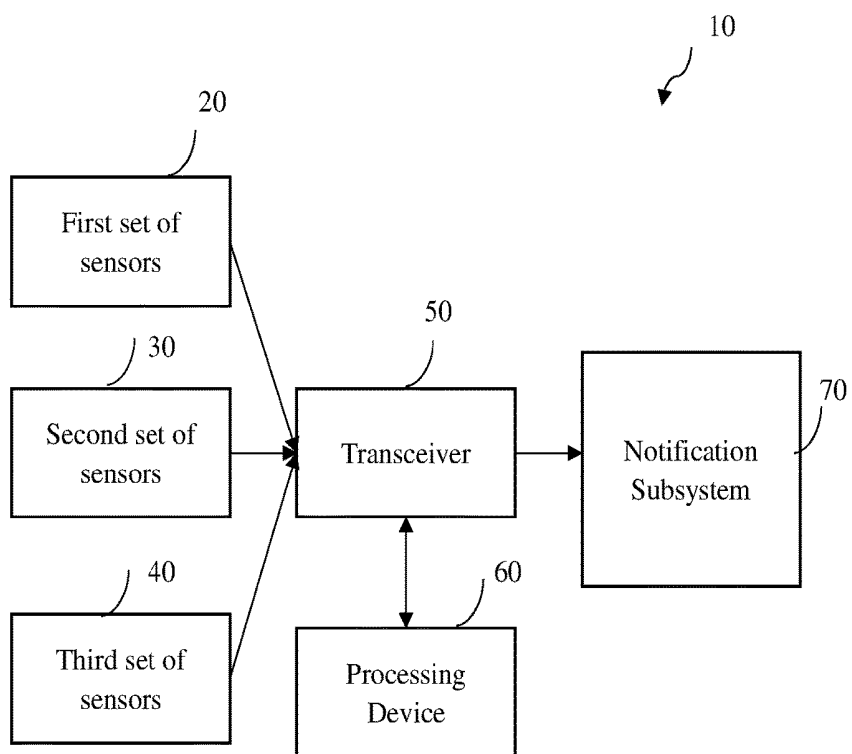 10
20
First set of
sensors
30
Second set of
sensors
40
Third set of
sensors
50
Transceiver
60
Processing
Device
70
Notification
Subsystem